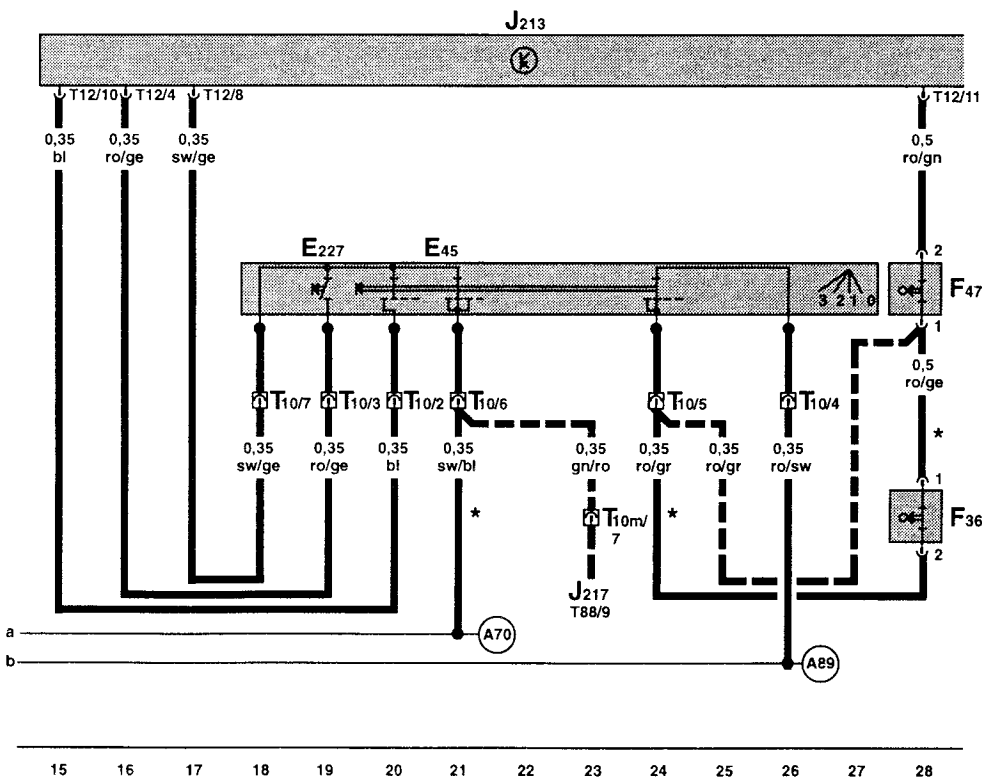 J213
T12/10 T12/4 T12/8 T12/11
0,35 0,35 0,35 0,5
bl ro/ge sw/ge ro/gn
E227 E45 2
3 2 1 0 F47
1
0,5
ro/ge
T10/7 T10/3 T10/2 T10/6 T10/5 T10/4
*
0,35 0,35 0,35 0,35 0,35 0,35 0,35 0,35
sw/ge ro/ge bl sw/bl gn/ro ro/gr ro/gr ro/sw
1
* T10m/ * F36
7
2
J217
T88/9
a A70
b A89
15 16 17 18 19 20 21 22 23 24 25 26 27 28